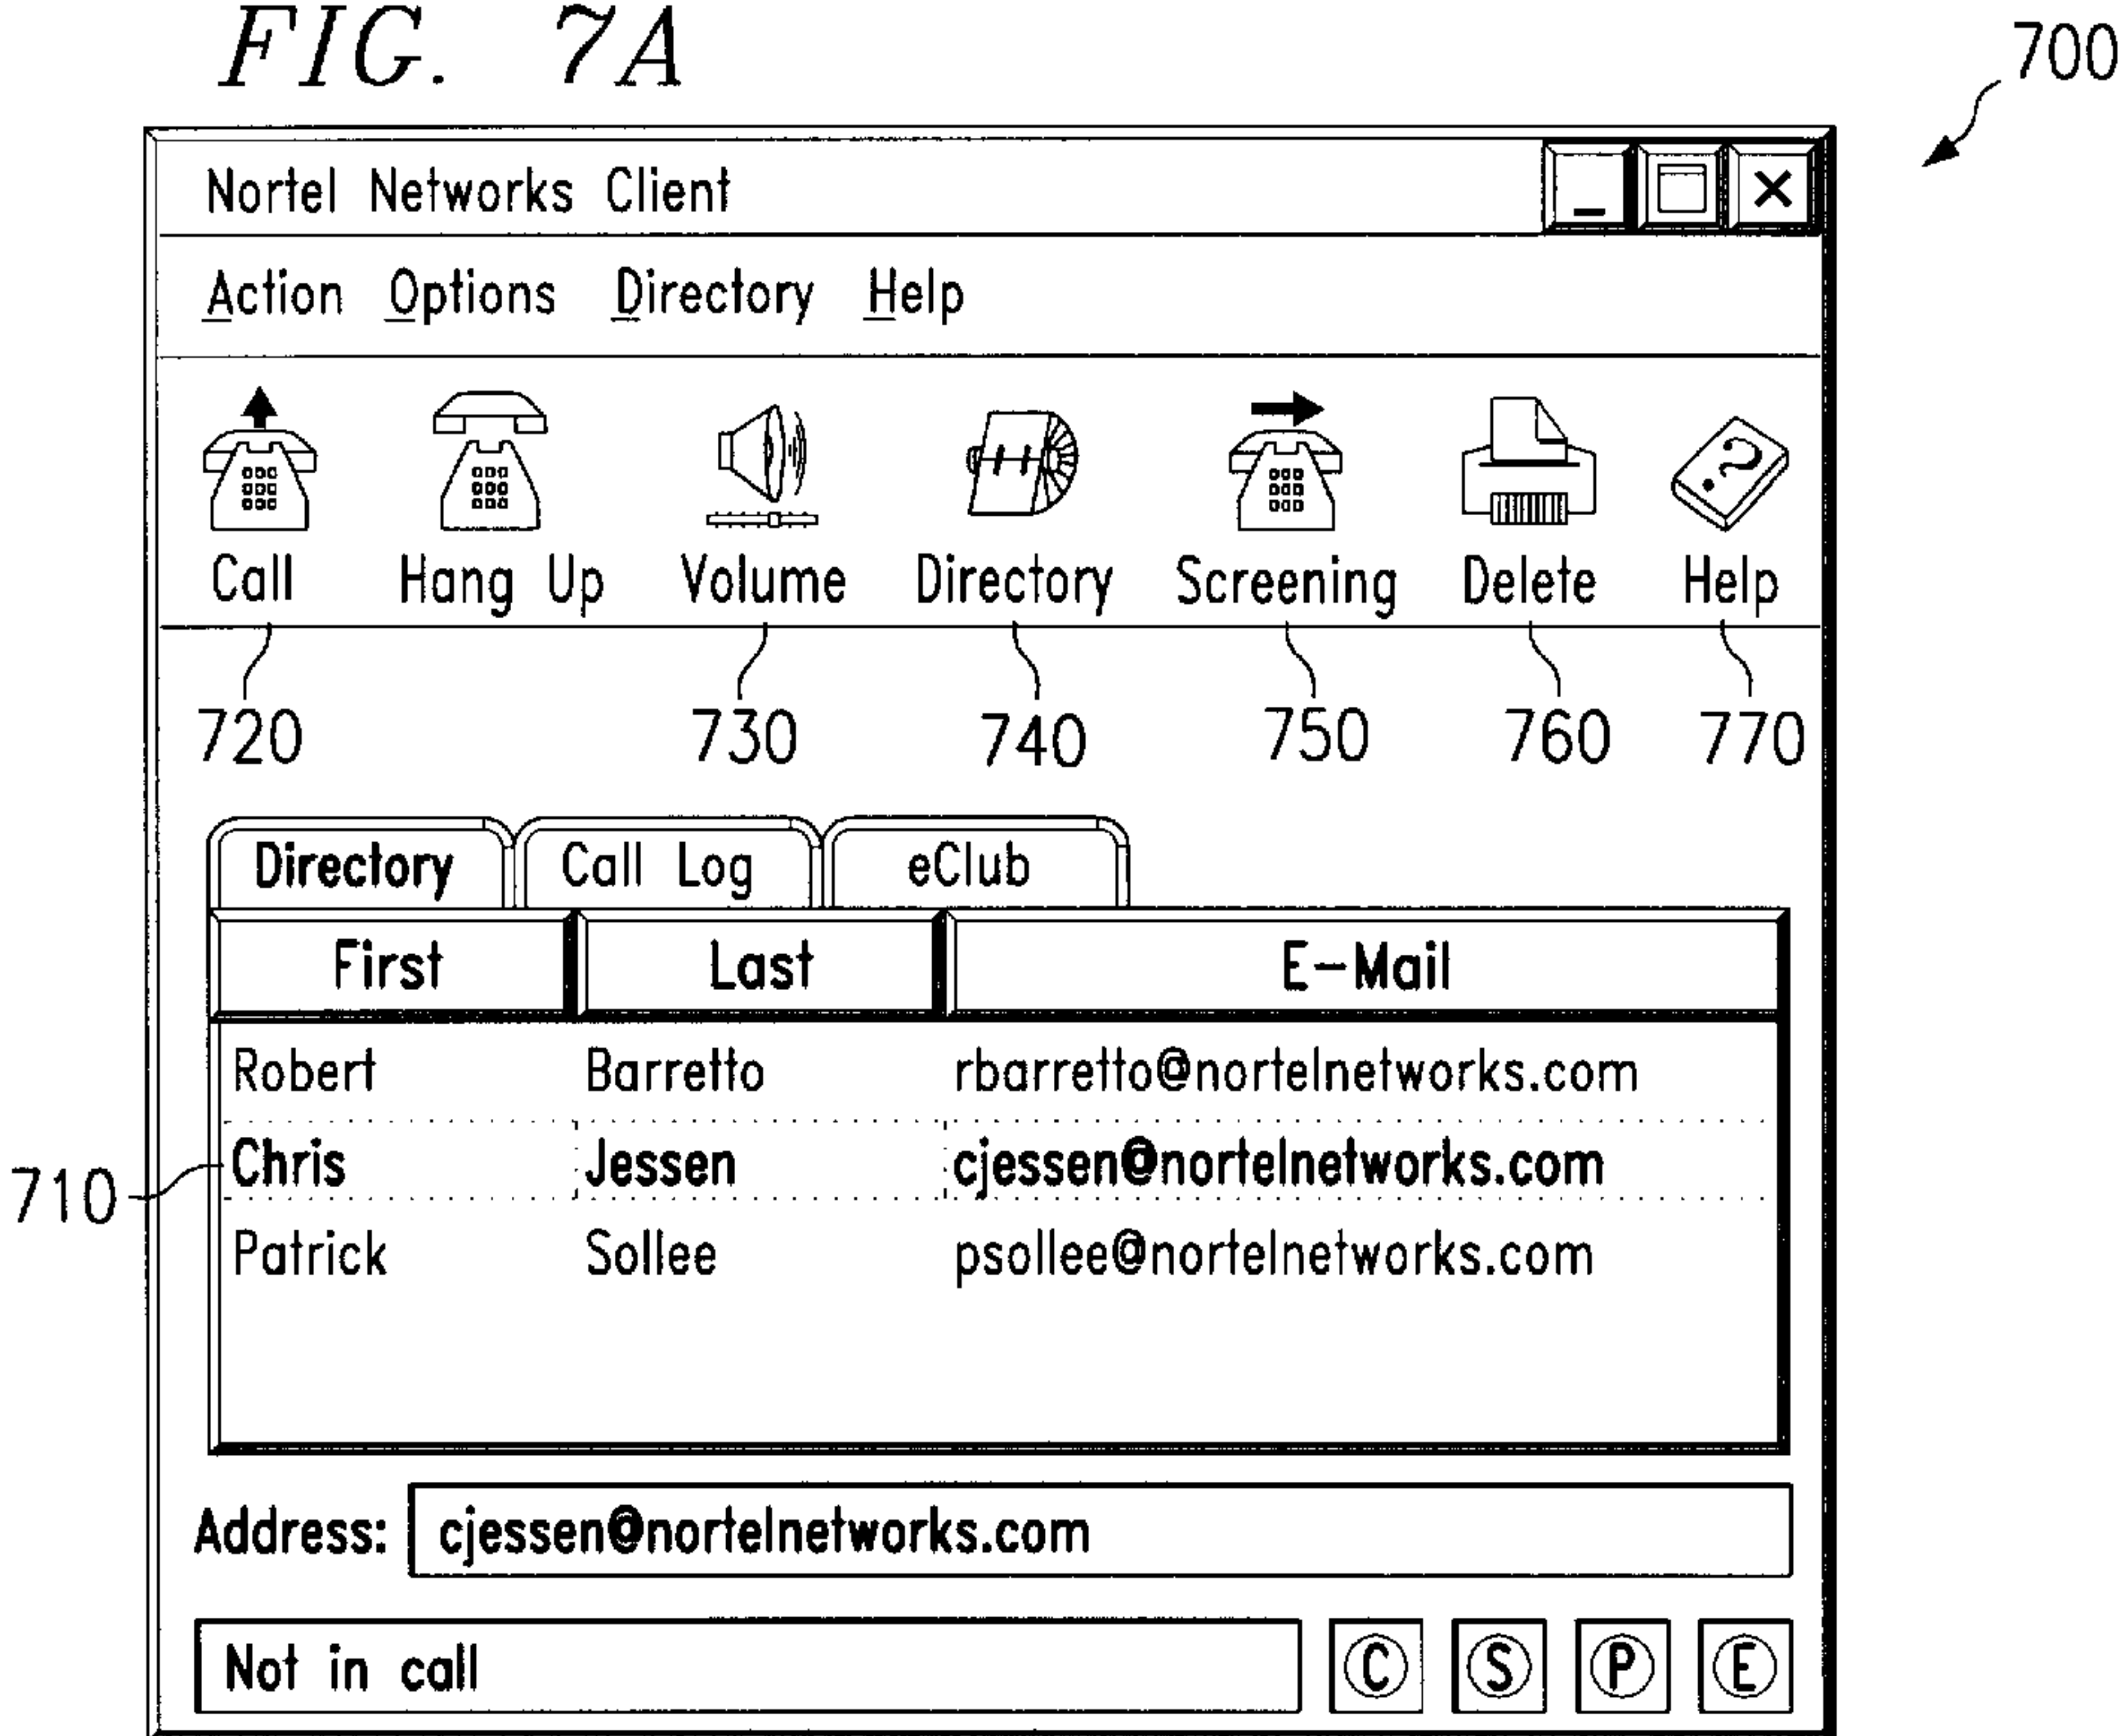 FIG. 7A
700
Nortel Networks Client
Action Options Directory Help
Call Hang Up Volume Directory Screening Delete Help
720 730 740 750 760 770
Directory Call Log eClub
First Last E-Mail
Robert Barretto rbarretto@nortelnetworks.com
710 Chris Jessen cjessen@nortelnetworks.com
Patrick Sollee psollee@nortelnetworks.com
Address: cjessen@nortelnetworks.com
Not in call C S P E